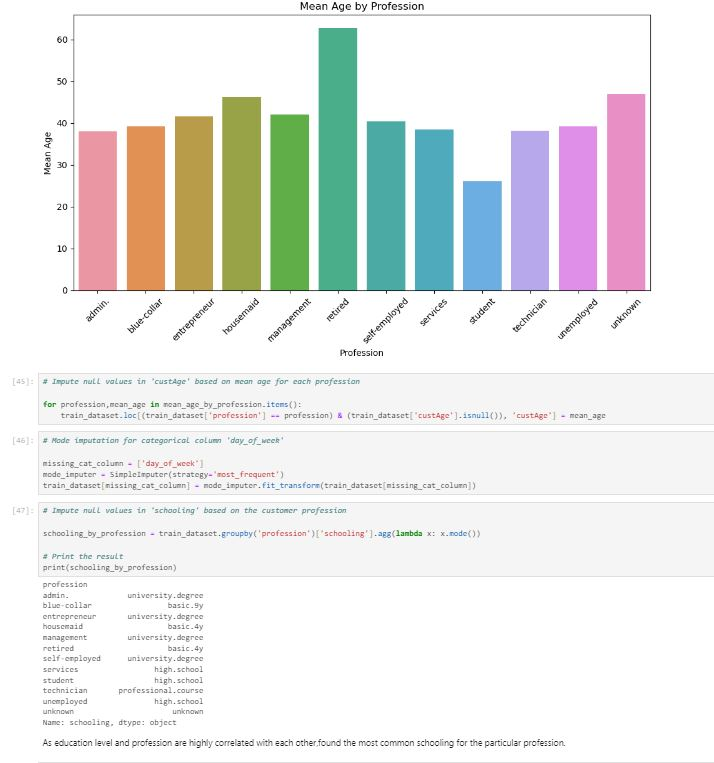 Mean Age by Profession
60
50
40
30
20
10
0
Mean Age
admin.
blue-collar
entrepreneur
housemaid
management
retired
self-employed
services
student
technician
unemployed
unknown
Profession
[45]: # Impute null values in 'custAge' based on mean age for each profession
for profession,mean_age in mean_age_by_profession.items():
train_dataset.loc[(train_dataset['profession'] == profession) & (train_dataset['custAge'].isnull()), 'custAge'] = mean_age
[46]: # Mode imputation for categorical column 'day_of_week'
missing_cat_column = ['day_of_week']
mode_imputer = SimpleImputer(strategy='most_frequent')
train_dataset[missing_cat_column] = mode_imputer.fit_transform(train_dataset[missing_cat_column])
[47]: # Impute null values in 'schooling' based on the customer profession
schooling_by_profession = train_dataset.groupby('profession')['schooling'].agg(lambda x: x.mode())
# Print the result
print(schooling_by_profession)
profession
admin. university.degree
blue-collar basic.9y
entrepreneur university.degree
housemaid basic.4y
management university.degree
retired basic.4y
self-employed university.degree
services high.school
student high.school
technician professional.course
unemployed high.school
unknown unknown
Name: schooling, dtype: object
As education level and profession are highly correlated with each other,found the most common schooling for the particular profession.